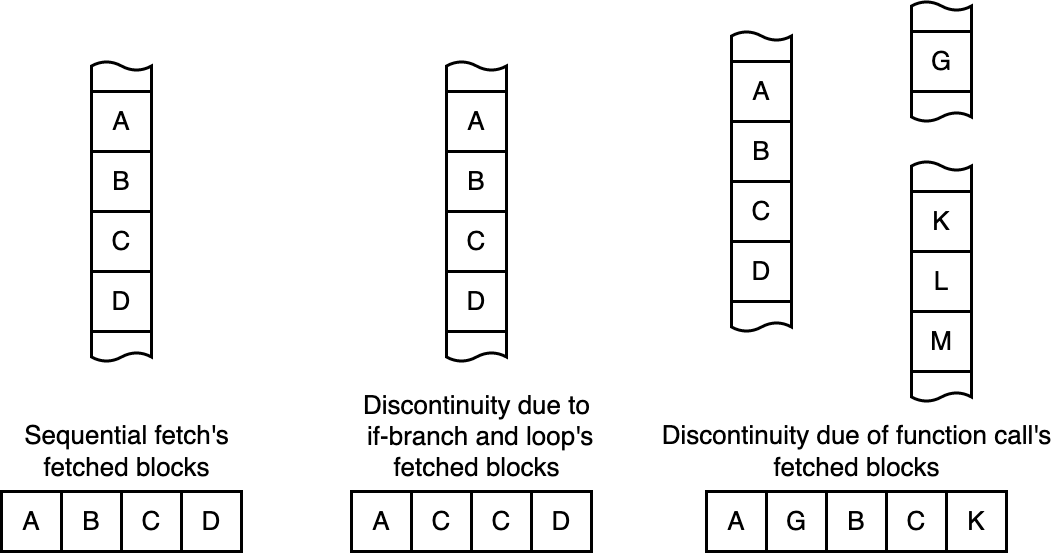 A
B
C
D
Sequential fetch's
fetched blocks
A B C D
A
B
C
D
Discontinuity due to
if-branch and loop's
fetched blocks
A C C D
A
B
C
D
G
K
L
M
Discontinuity due of function call's
fetched blocks
A G B C K